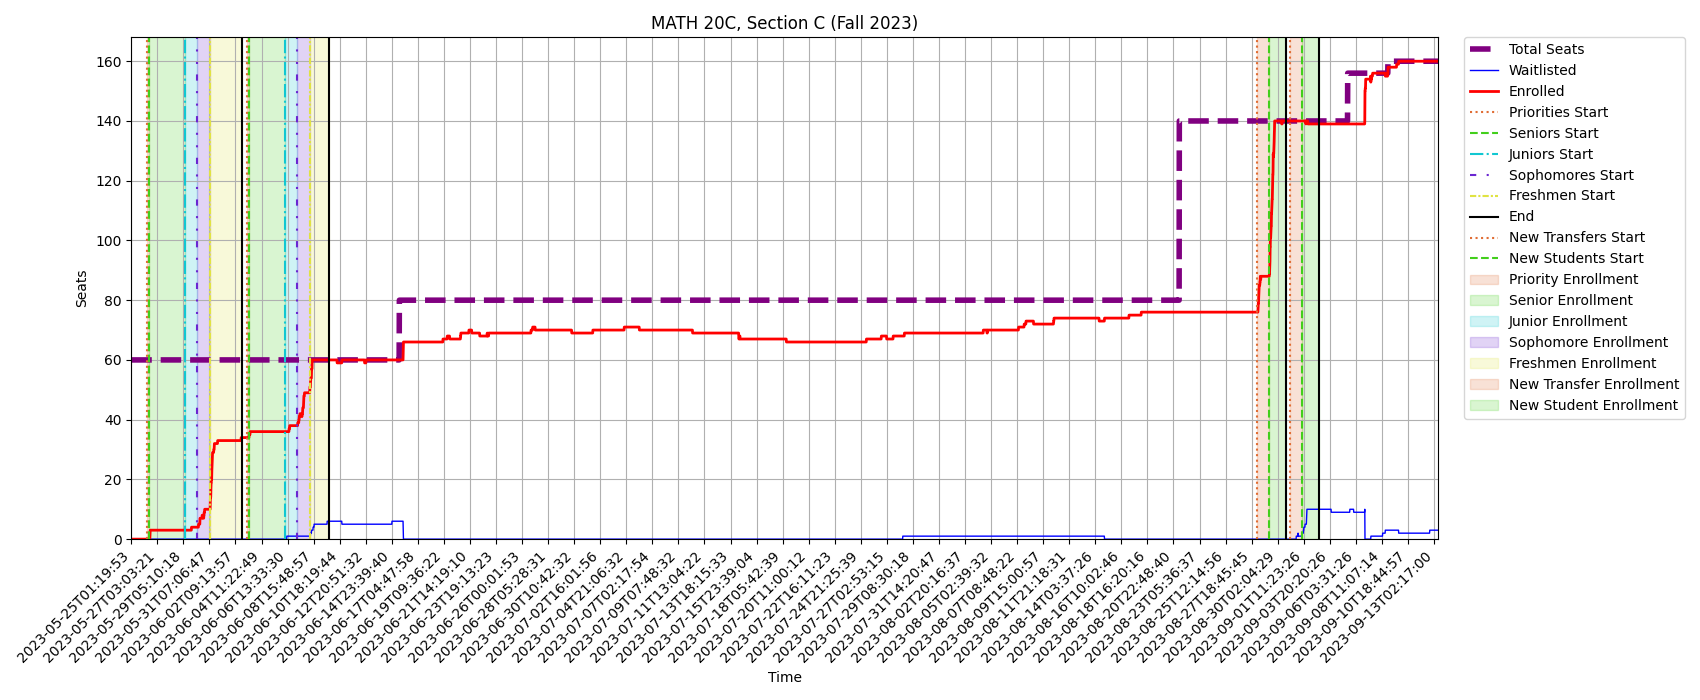 MATH 20C, Section C (Fall 2023)
Seats
160
140
120
100
80
60
40
20
0
2023-05-25T01:19:53
2023-05-27T03:03:21
2023-05-29T05:10:18
2023-05-31T07:06:47
2023-06-02T09:13:57
2023-06-04T11:22:49
2023-06-06T13:33:30
2023-06-08T15:48:57
2023-06-10T18:19:44
2023-06-12T20:51:32
2023-06-14T23:39:40
2023-06-17T04:47:58
2023-06-19T09:36:22
2023-06-21T14:19:10
2023-06-23T19:13:23
2023-06-26T00:01:53
2023-06-28T05:28:31
2023-06-30T10:42:32
2023-07-02T16:01:56
2023-07-04T21:06:32
2023-07-07T02:17:54
2023-07-09T07:48:32
2023-07-11T13:04:22
2023-07-13T18:15:33
2023-07-15T23:39:04
2023-07-18T05:42:39
2023-07-20T11:00:12
2023-07-22T16:11:23
2023-07-24T21:25:39
2023-07-27T02:53:15
2023-07-29T08:30:18
2023-07-31T14:20:47
2023-08-02T20:16:37
2023-08-05T02:39:32
2023-08-07T08:48:22
2023-08-09T15:00:57
2023-08-11T21:18:31
2023-08-14T03:37:26
2023-08-16T10:02:46
2023-08-18T16:20:16
2023-08-20T22:48:40
2023-08-23T05:36:37
2023-08-25T12:14:56
2023-08-27T18:45:45
2023-08-30T02:04:29
2023-09-01T11:23:26
2023-09-03T20:20:26
2023-09-06T03:31:26
2023-09-08T11:07:14
2023-09-10T18:44:57
2023-09-13T02:17:00
Time
Total Seats
Waitlisted
Enrolled
Priorities Start
Seniors Start
Juniors Start
Sophomores Start
Freshmen Start
End
New Transfers Start
New Students Start
Priority Enrollment
Senior Enrollment
Junior Enrollment
Sophomore Enrollment
Freshmen Enrollment
New Transfer Enrollment
New Student Enrollment